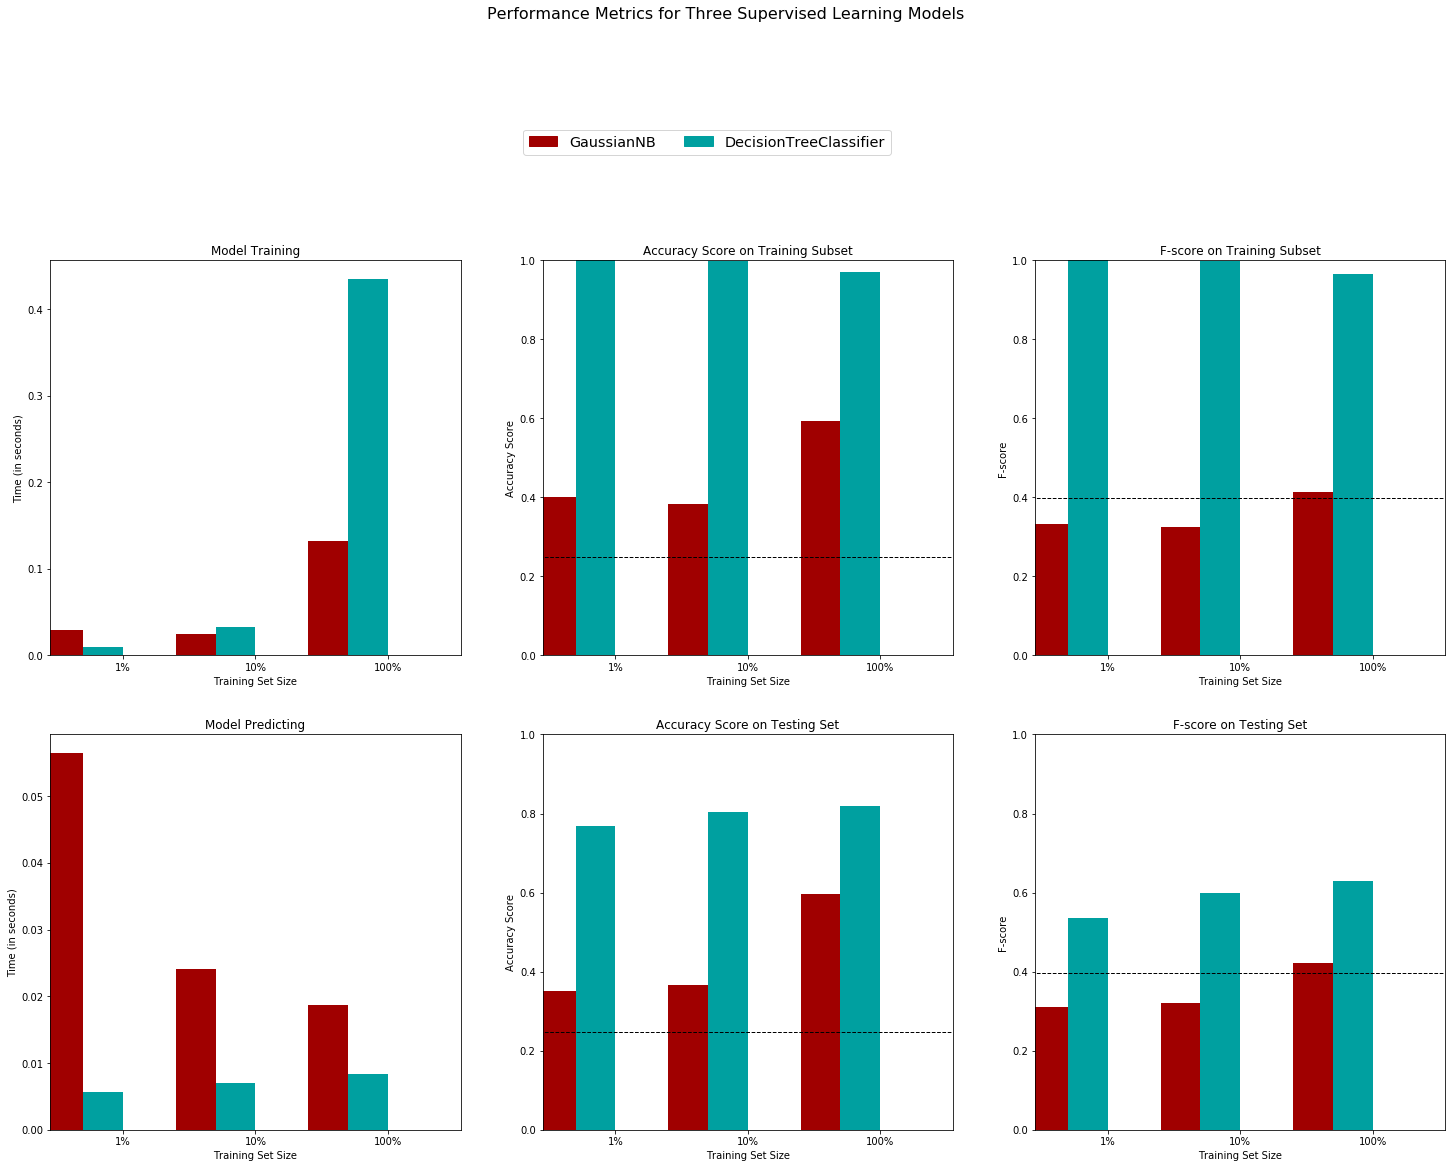 Performance Metrics for Three Supervised Learning Models
GaussianNB DecisionTreeClassifier
Model Training
Time (in seconds)
0.4
0.3
0.2
0.1
0.0
1% 10% 100%
Training Set Size
Accuracy Score on Training Subset
Accuracy Score
1.0
0.8
0.6
0.4
0.2
0.0
1% 10% 100%
Training Set Size
F-score on Training Subset
F-score
1.0
0.8
0.6
0.4
0.2
0.0
1% 10% 100%
Training Set Size
Model Predicting
Time (in seconds)
0.05
0.04
0.03
0.02
0.01
0.00
1% 10% 100%
Training Set Size
Accuracy Score on Testing Set
Accuracy Score
1.0
0.8
0.6
0.4
0.2
0.0
1% 10% 100%
Training Set Size
F-score on Testing Set
F-score
1.0
0.8
0.6
0.4
0.2
0.0
1% 10% 100%
Training Set Size